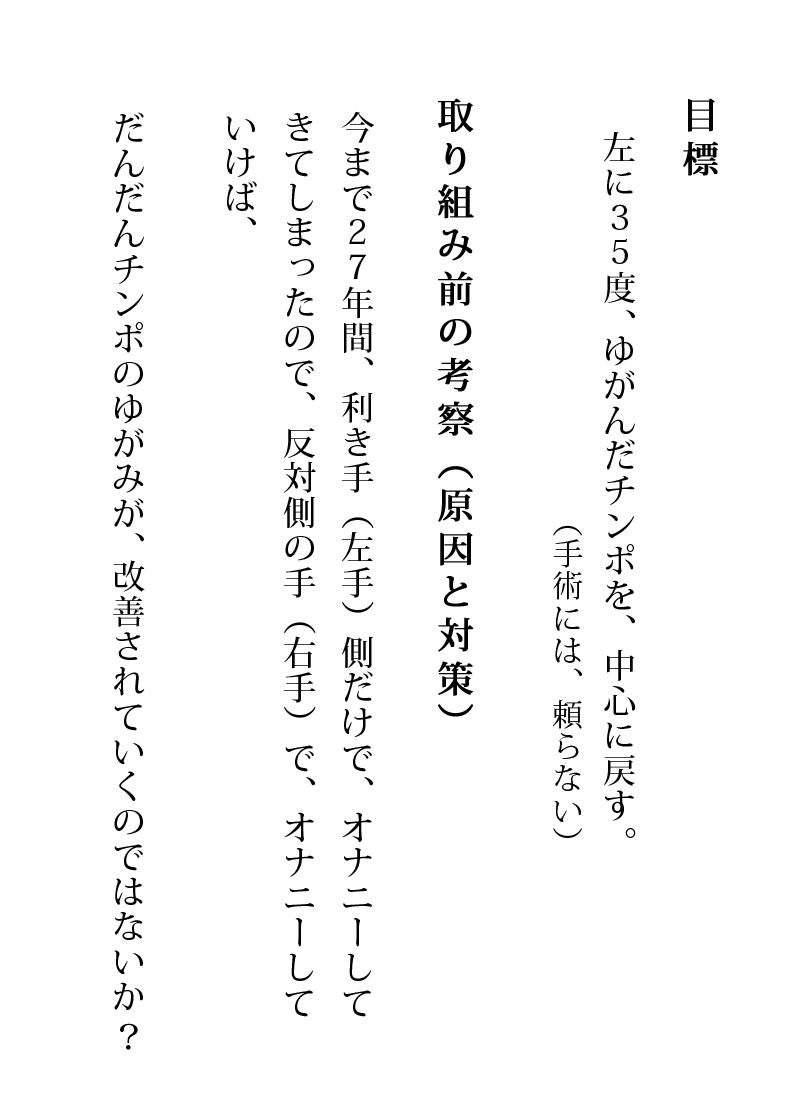 目標
左に３５度、ゆがんだチンポを、中心に戻す。
（手術には、頼らない）
取り組み前の考察（原因と対策）
今まで２７年間、利き手（左手）側だけで、オナニーして
きてしまったので、反対側の手（右手）で、オナニーして
いけば、
だんだんチンポのゆがみが、改善されていくのではないか？